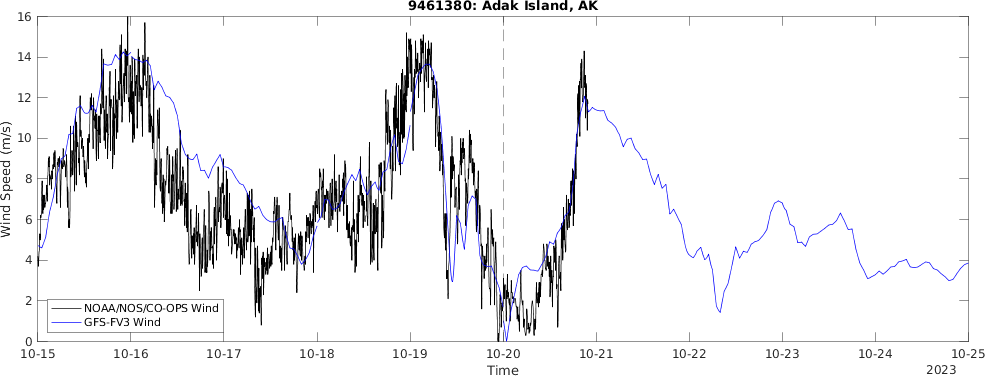 9461380: Adak Island, AK
16
14
12
10
8
6
4
2
0
Wind Speed (m/s)
NOAA/NOS/CO-OPS Wind
GFS-FV3 Wind
10-15 10-16 10-17 10-18 10-19 10-20 10-21 10-22 10-23 10-24 10-25
Time
2023